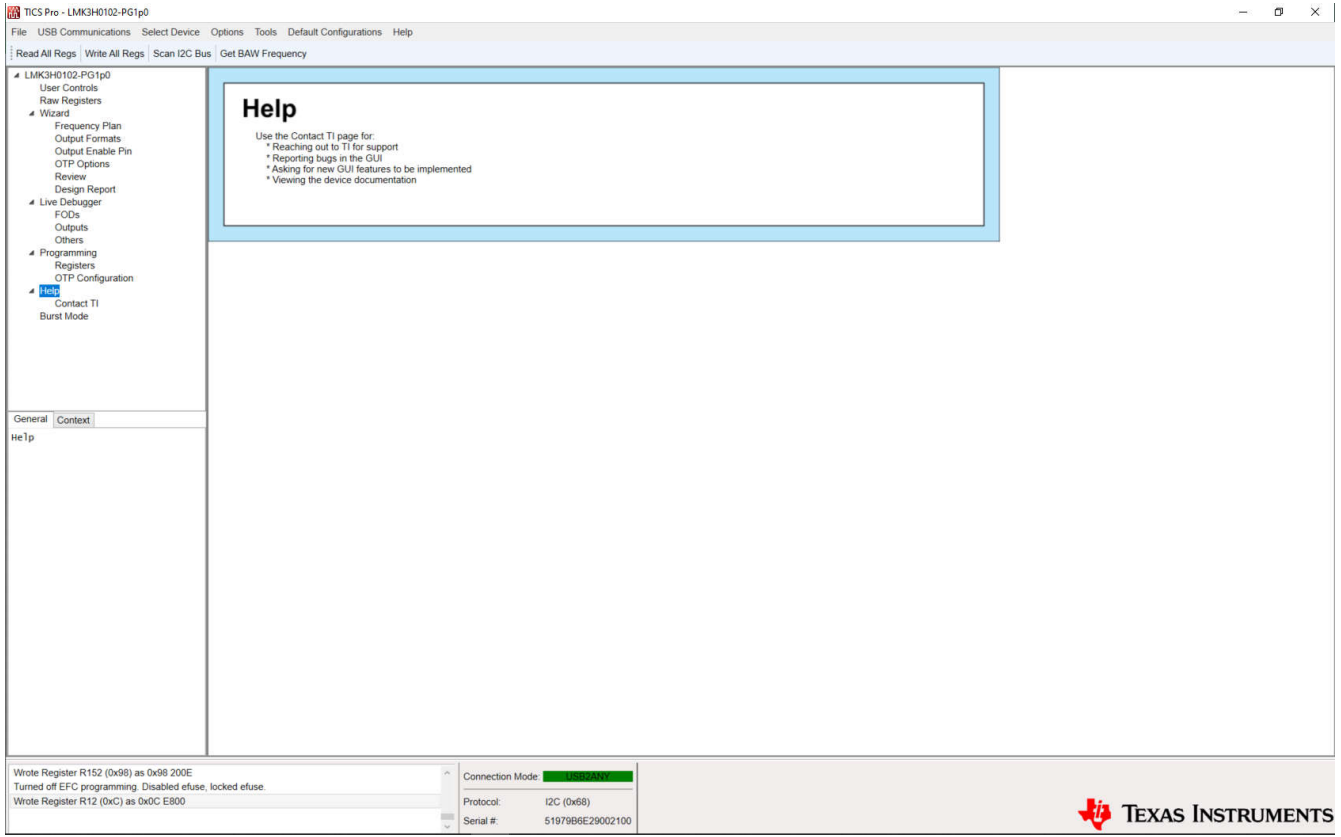 TICS Pro - LMK3H0102-PG1p0
File USB Communications Select Device Options Tools Default Configurations Help
Read All Regs Write All Regs Scan I2C Bus Get BAW Frequency
LMK3H0102-PG1p0
User Controls
Raw Registers
Wizard
Frequency Plan
Output Formats
Output Enable Pin
OTP Options
Review
Design Report
Live Debugger
FODs
Outputs
Others
Programming
Registers
OTP Configuration
Help
Contact TI
Burst Mode
Help
Use the Contact TI page for:
* Reaching out to TI for support
* Reporting bugs in the GUI
* Asking for new GUI features to be implemented
* Viewing the device documentation
General Context
Help
Wrote Register R152 (0x98) as 0x98 200E
Turned off EFC programming. Disabled efuse, locked efuse.
Wrote Register R12 (0xC) as 0x0C E800
Connection Mode: USB2ANY
Protocol: I2C (0x68)
Serial #: 51979B6E29002100
TEXAS INSTRUMENTS